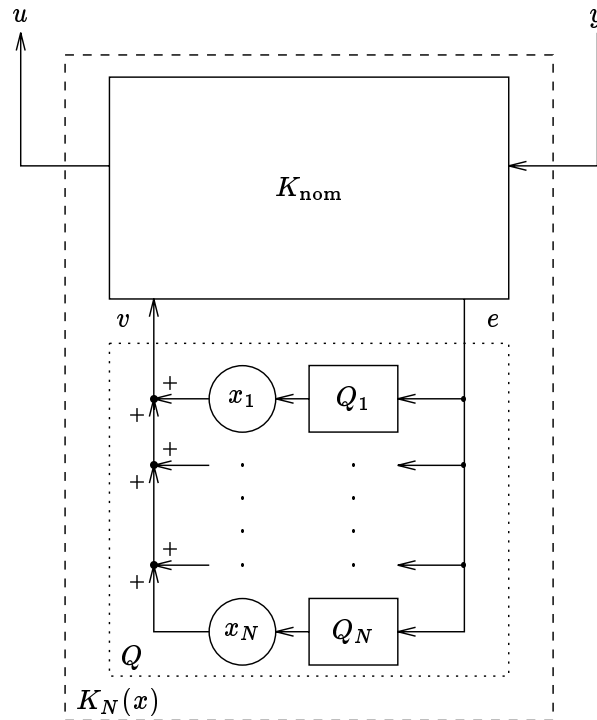 u y
K_nom
v e
+ x_1 Q_1
+
+
+
+
+
x_N Q_N
Q
K_N(x)